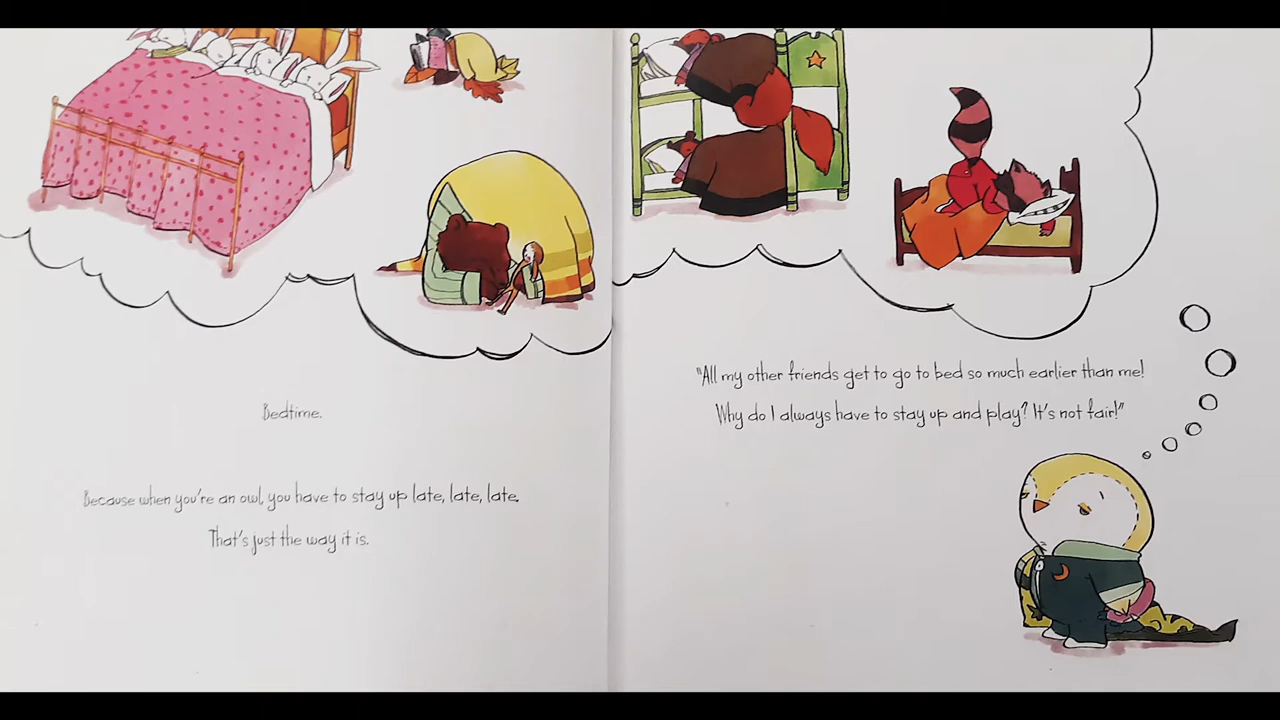 Bedtime.
Because when you're an owl, you have to stay up late, late, late.
That's just the way it is.
"All my other friends get to go to bed so much earlier than me!
Why do I always have to stay up and play? It's not fair!"